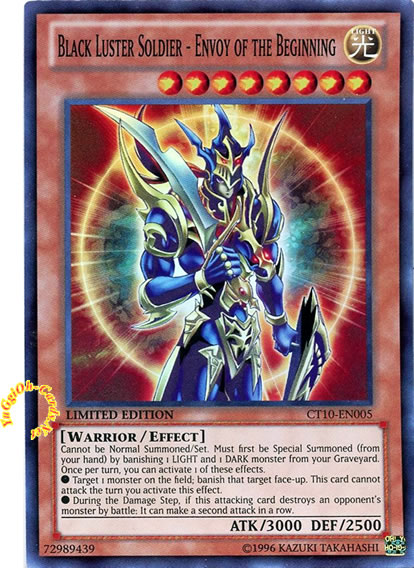 BLACK LUSTER SOLDIER - ENVOY OF THE BEGINNING
LIGHT
光
LIMITED EDITION
CT10-EN005
[WARRIOR / EFFECT]
Cannot be Normal Summoned/Set. Must first be Special Summoned (from
your hand) by banishing 1 LIGHT and 1 DARK monster from your Graveyard.
Once per turn, you can activate 1 of these effects.
● Target 1 monster on the field; banish that target face-up. This card cannot
attack the turn you activate this effect.
● During the Damage Step, if this attacking card destroys an opponent's
monster by battle: It can make a second attack in a row.
ATK/3000 DEF/2500
72989439
©1996 KAZUKI TAKAHASHI
YuGgiOh-Cards.Net